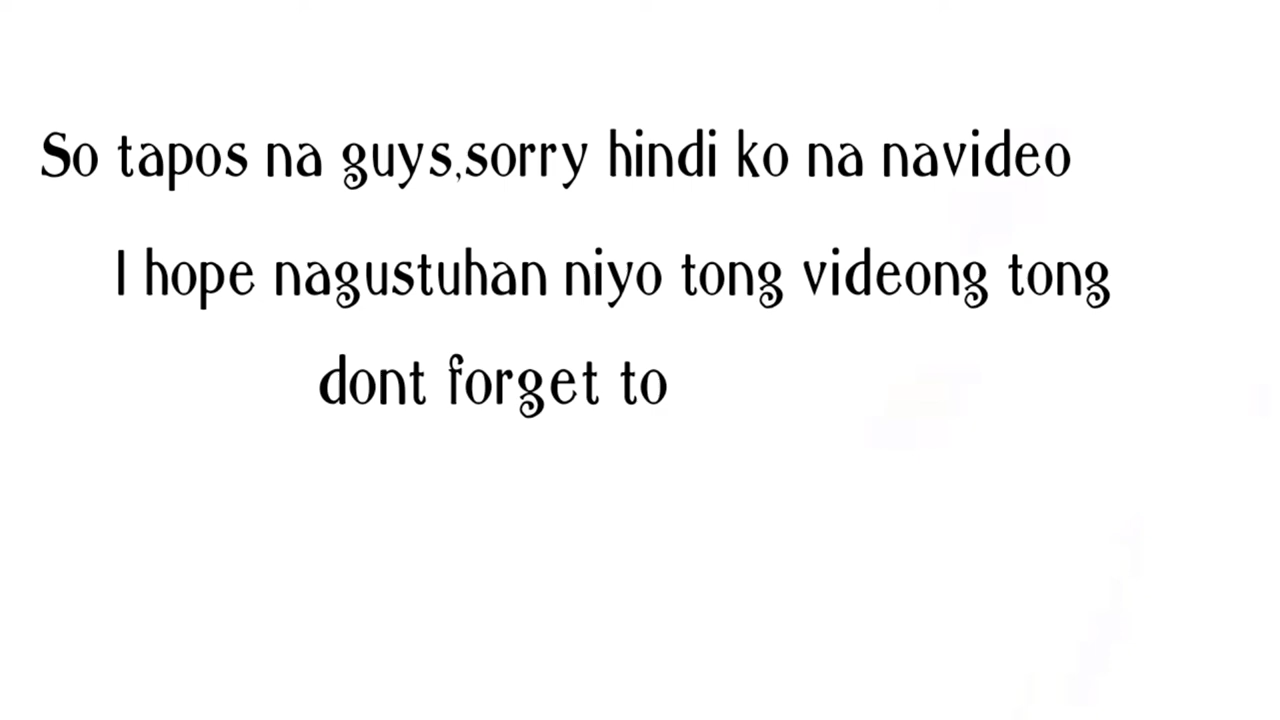 So tapos na guys,sorry hindi ko na navideo
I hope nagustuhan niyo tong videong tong
dont forget to